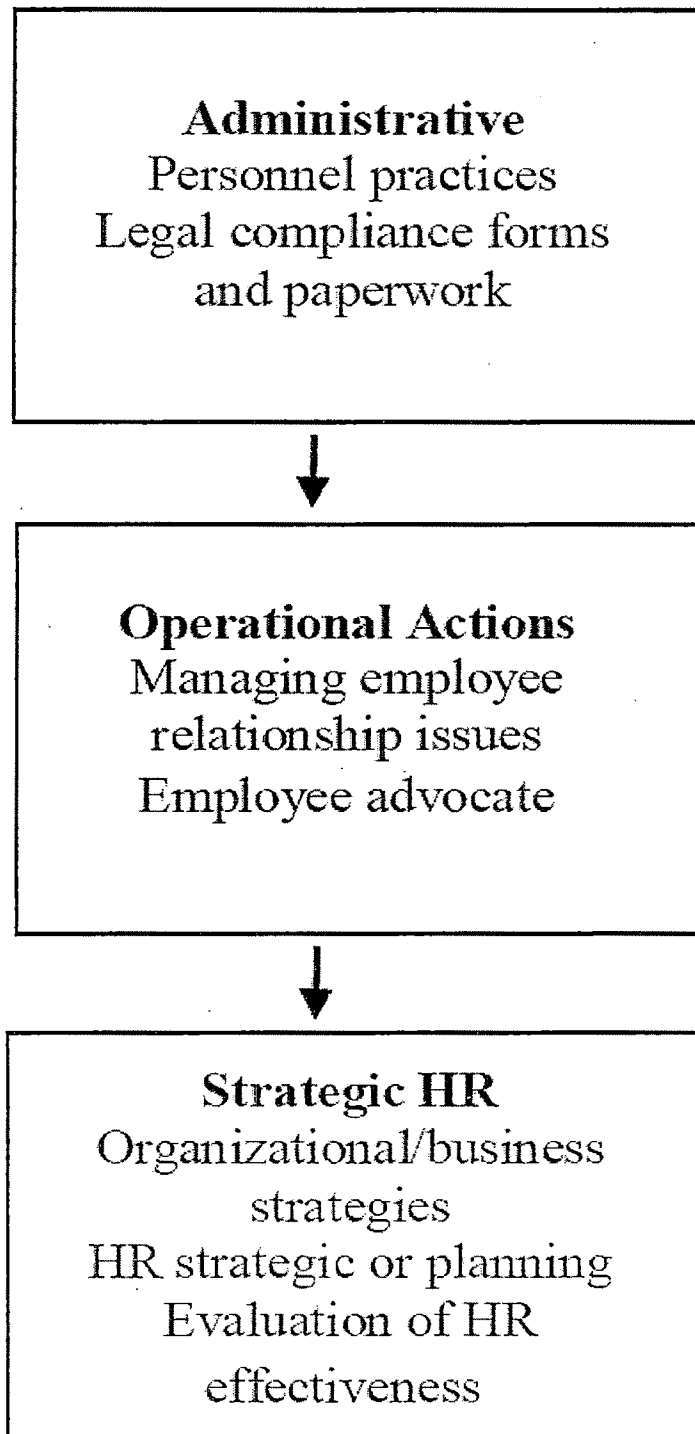 Administrative
Personnel practices
Legal compliance forms
and paperwork
Operational Actions
Managing employee
relationship issues
Employee advocate
Strategic HR
Organizational/business
strategies
HR strategic or planning
Evaluation of HR
effectiveness